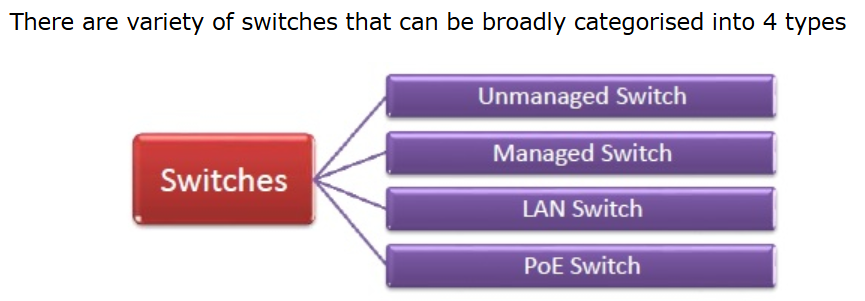 There are variety of switches that can be broadly categorised into 4 types
Switches
Unmanaged Switch
Managed Switch
LAN Switch
PoE Switch